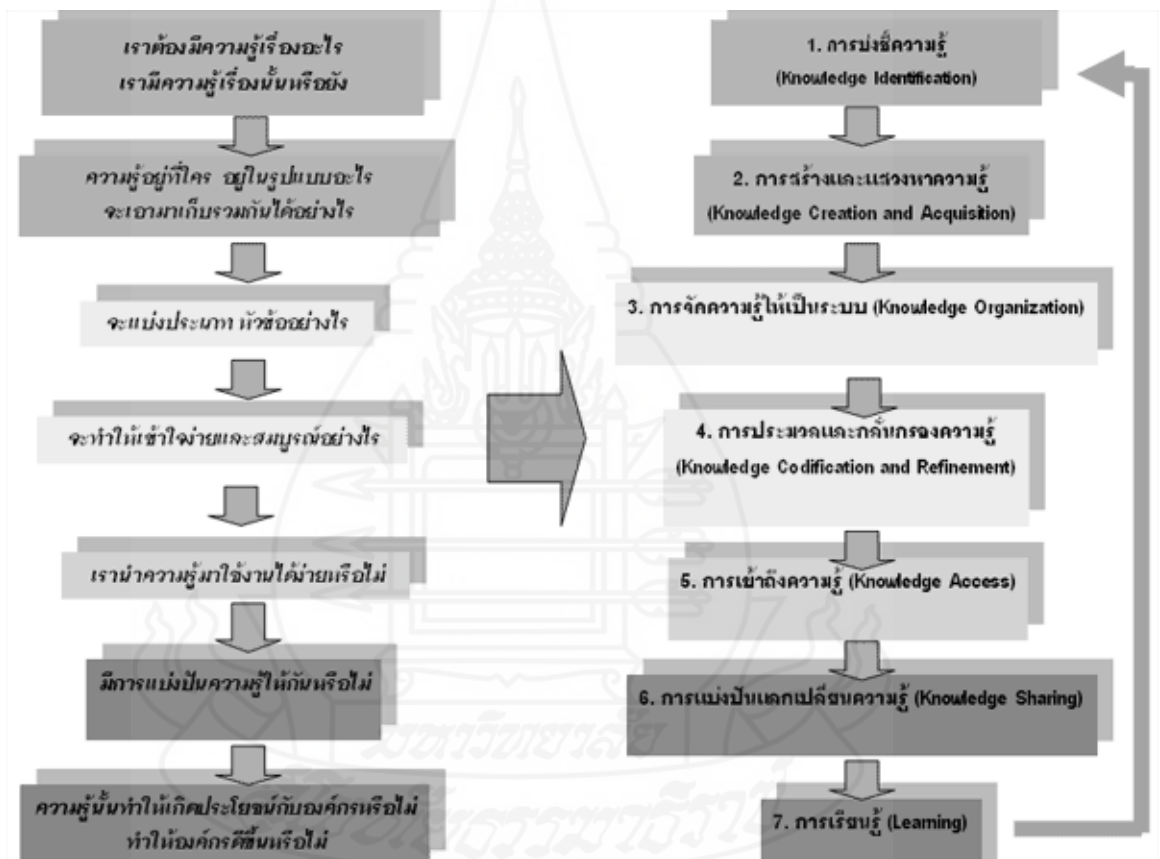 เราต้องมีความรู้เรื่องอะไร
เรามีความรู้เรื่องนั้นหรือยัง
ความรู้อยู่ที่ใคร อยู่ในรูปแบบอะไร
จะเอามาเก็บรวมกันได้อย่างไร
จะแบ่งประเภท หัวข้ออย่างไร
จะทำให้เข้าใจง่ายและสมบูรณ์อย่างไร
เรานำความรู้มาใช้งานได้ง่ายหรือไม่
มีการแบ่งปันความรู้ให้กันหรือไม่
ความรู้นั้นทำให้เกิดประโยชน์กับองค์กรหรือไม่
ทำให้องค์กรดีขึ้นหรือไม่
1. การบ่งชี้ความรู้
(Knowledge Identification)
2. การสร้างและแสวงหาความรู้
(Knowledge Creation and Acquisition)
3. การจัดความรู้ให้เป็นระบบ (Knowledge Organization)
4. การประมวลและกลั่นกรองความรู้
(Knowledge Codification and Refinement)
5. การเข้าถึงความรู้ (Knowledge Access)
6. การแบ่งปันแลกเปลี่ยนความรู้ (Knowledge Sharing)
7. การเรียนรู้ (Learning)
มหาวิทยาลัย